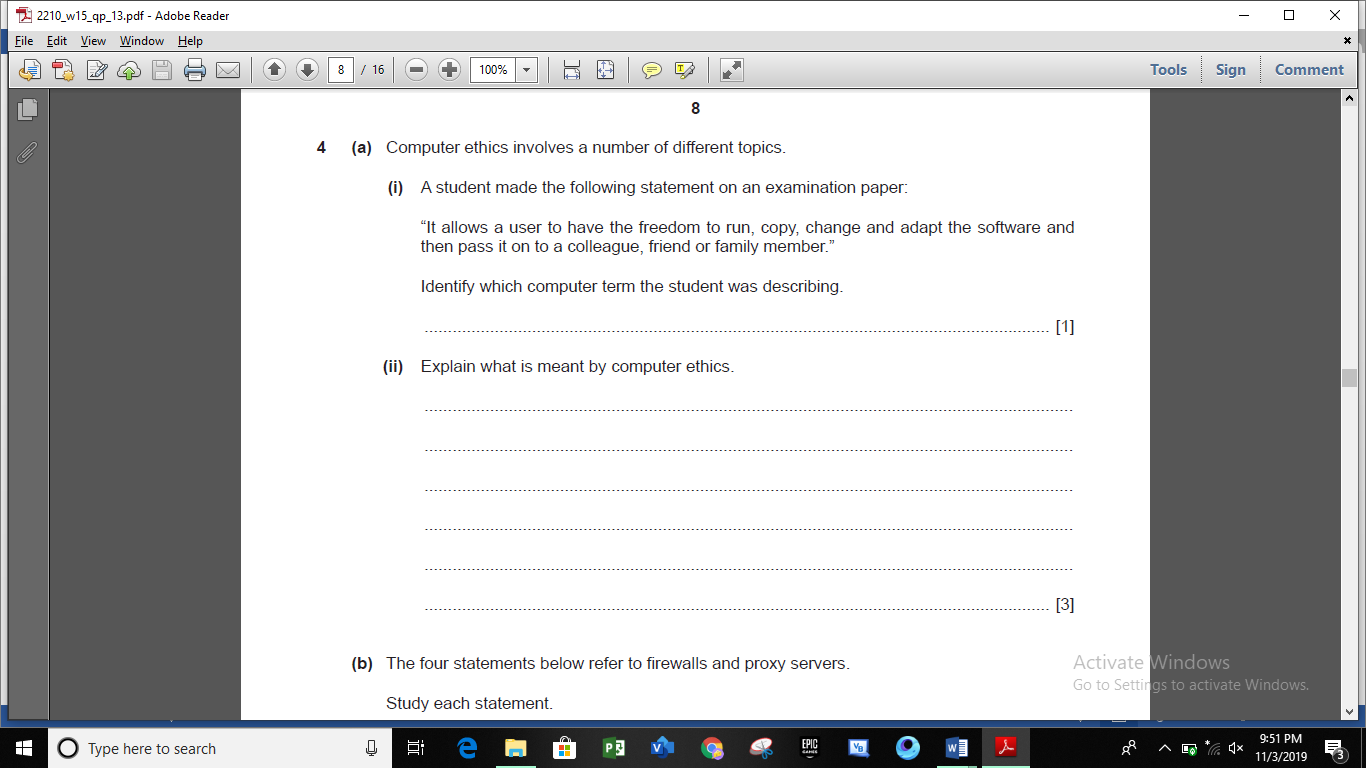 2210_w15_qp_13.pdf - Adobe Reader
File Edit View Window Help
8 / 16 100% Tools Sign Comment
8
4 (a) Computer ethics involves a number of different topics.
(i) A student made the following statement on an examination paper:
“It allows a user to have the freedom to run, copy, change and adapt the software and
then pass it on to a colleague, friend or family member.”
Identify which computer term the student was describing.
.......................................................................................................................................... [1]
(ii) Explain what is meant by computer ethics.
..........................................................................................................................................
..........................................................................................................................................
..........................................................................................................................................
..........................................................................................................................................
..........................................................................................................................................
.......................................................................................................................................... [3]
(b) The four statements below refer to firewalls and proxy servers.
Study each statement.
Activate Windows
Go to Settings to activate Windows.
Type here to search
EPIC GAMES
9:51 PM
11/3/2019
3